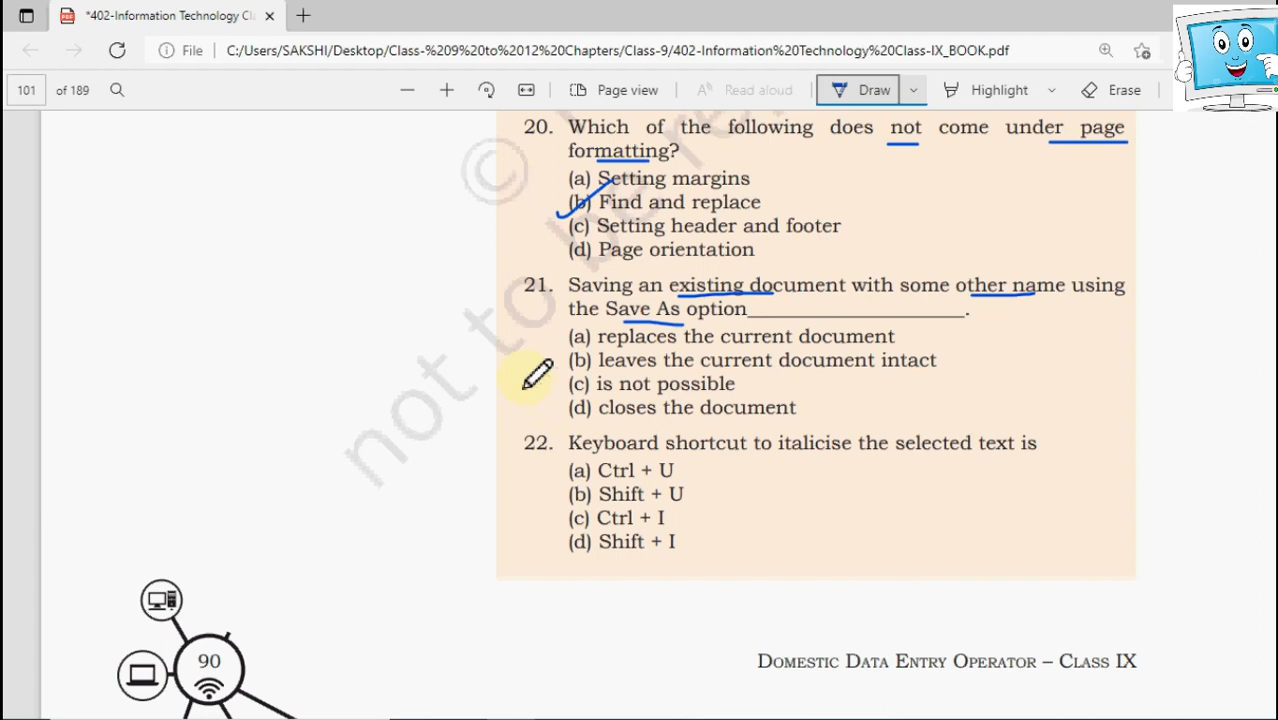 *402-Information Technology Cl
File C:/Users/SAKSHI/Desktop/Class-%209%20to%2012%20Chapters/Class-9/402-Information%20Technology%20Class-IX_BOOK.pdf
101 of 189 Page view Read aloud Draw Highlight Erase
20. Which of the following does not come under page
formatting?
(a) Setting margins
(b) Find and replace
(c) Setting header and footer
(d) Page orientation
21. Saving an existing document with some other name using
the Save As option____________________.
(a) replaces the current document
(b) leaves the current document intact
(c) is not possible
(d) closes the document
22. Keyboard shortcut to italicise the selected text is
(a) Ctrl + U
(b) Shift + U
(c) Ctrl + I
(d) Shift + I
not to be rep
©
90
DOMESTIC DATA ENTRY OPERATOR – CLASS IX